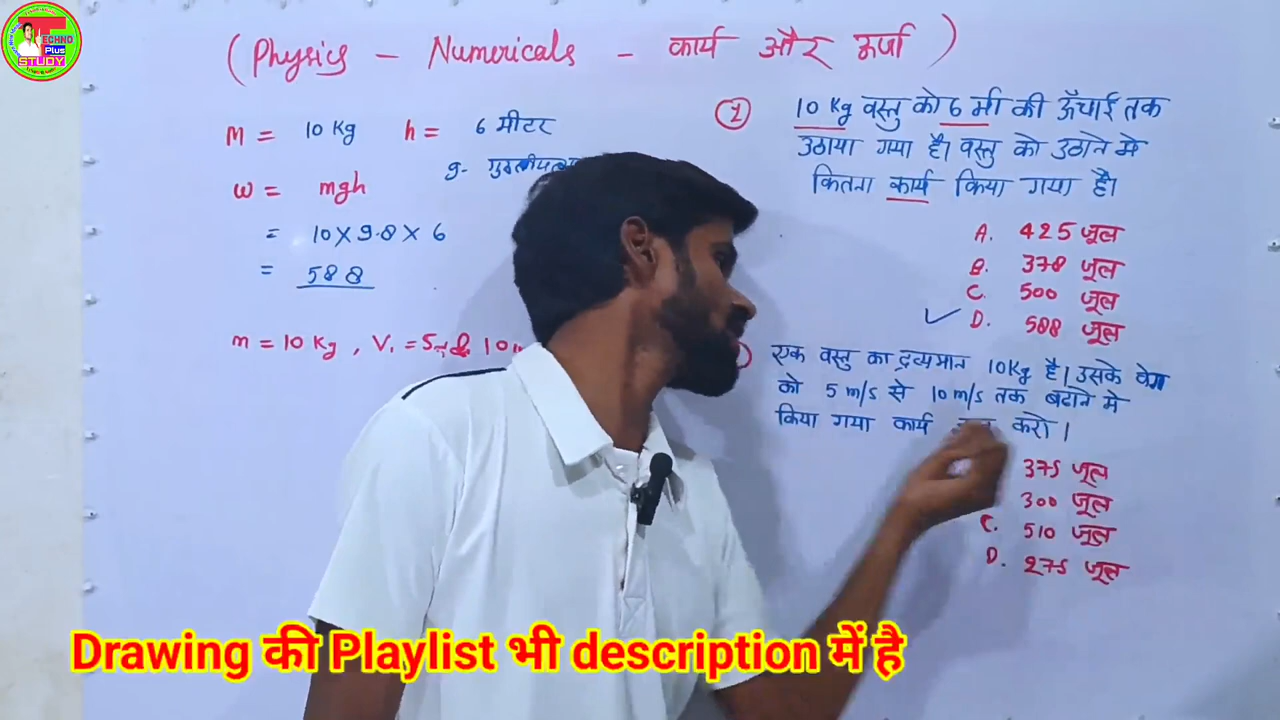 TECHNO
Plus
STUDY
( Physics - Numericals - कार्य और ऊर्जा )
M = 10 Kg h = 6 मीटर
g-
W = mgh
= 10 X 9.8 X 6
= 588
m = 10 Kg , V₁ = 5
1 10 Kg वस्तु को 6 मी की ऊँचाई तक
उठाया गया है। वस्तु को उठाने मे
कितना कार्य किया गया है।
A. 425 जूल
B. 378 जूल
C. 500 जूल
✓ D. 588 जूल
एक वस्तु का द्रव्यमान 10Kg है। उसके वेग
को 5 m/s से 10 m/s तक बढाने मे
किया गया कार्य करो ।
375 जूल
300 जूल
C. 510 जूल
D. 275 जूल
Drawing की Playlist भी description में है